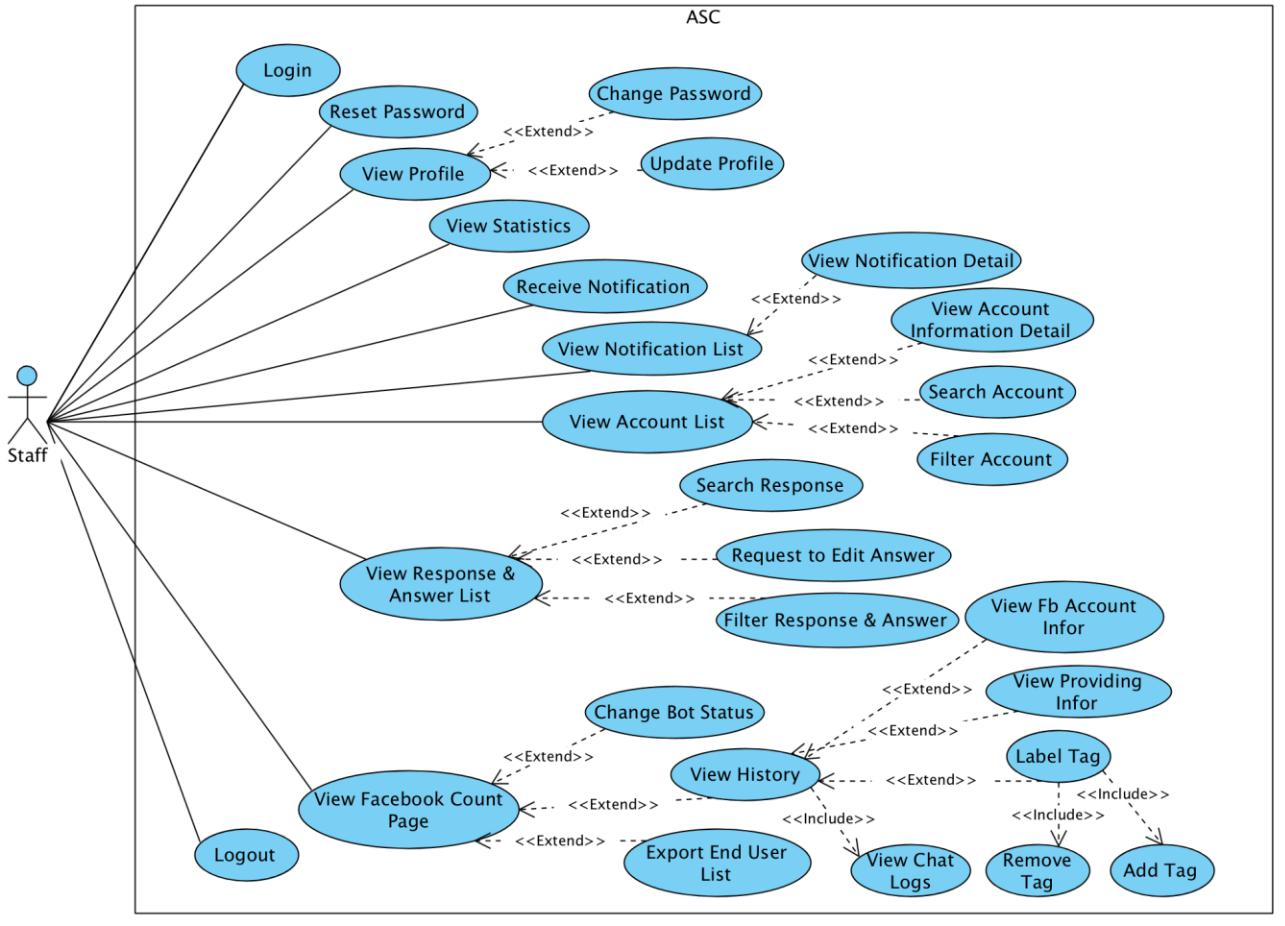 ASC
Login
Reset Password
Change Password
<<Extend>>
View Profile
<<Extend>>
Update Profile
View Statistics
View Notification Detail
Receive Notification
<<Extend>>
View Account
Information Detail
View Notification List
<<Extend>>
Search Account
<<Extend>>
View Account List
<<Extend>>
Filter Account
Staff
Search Response
<<Extend>>
Request to Edit Answer
<<Extend>>
View Response &
Answer List
<<Extend>>
Filter Response & Answer
View Fb Account
Infor
<<Extend>>
View Providing
Infor
Change Bot Status
<<Extend>>
<<Extend>>
Label Tag
View History
<<Extend>>
<<Include>>
View Facebook Count
Page
<<Extend>>
<<Include>>
<<Include>>
<<Extend>>
Logout
Export End User
List
View Chat
Logs
Remove
Tag
Add Tag